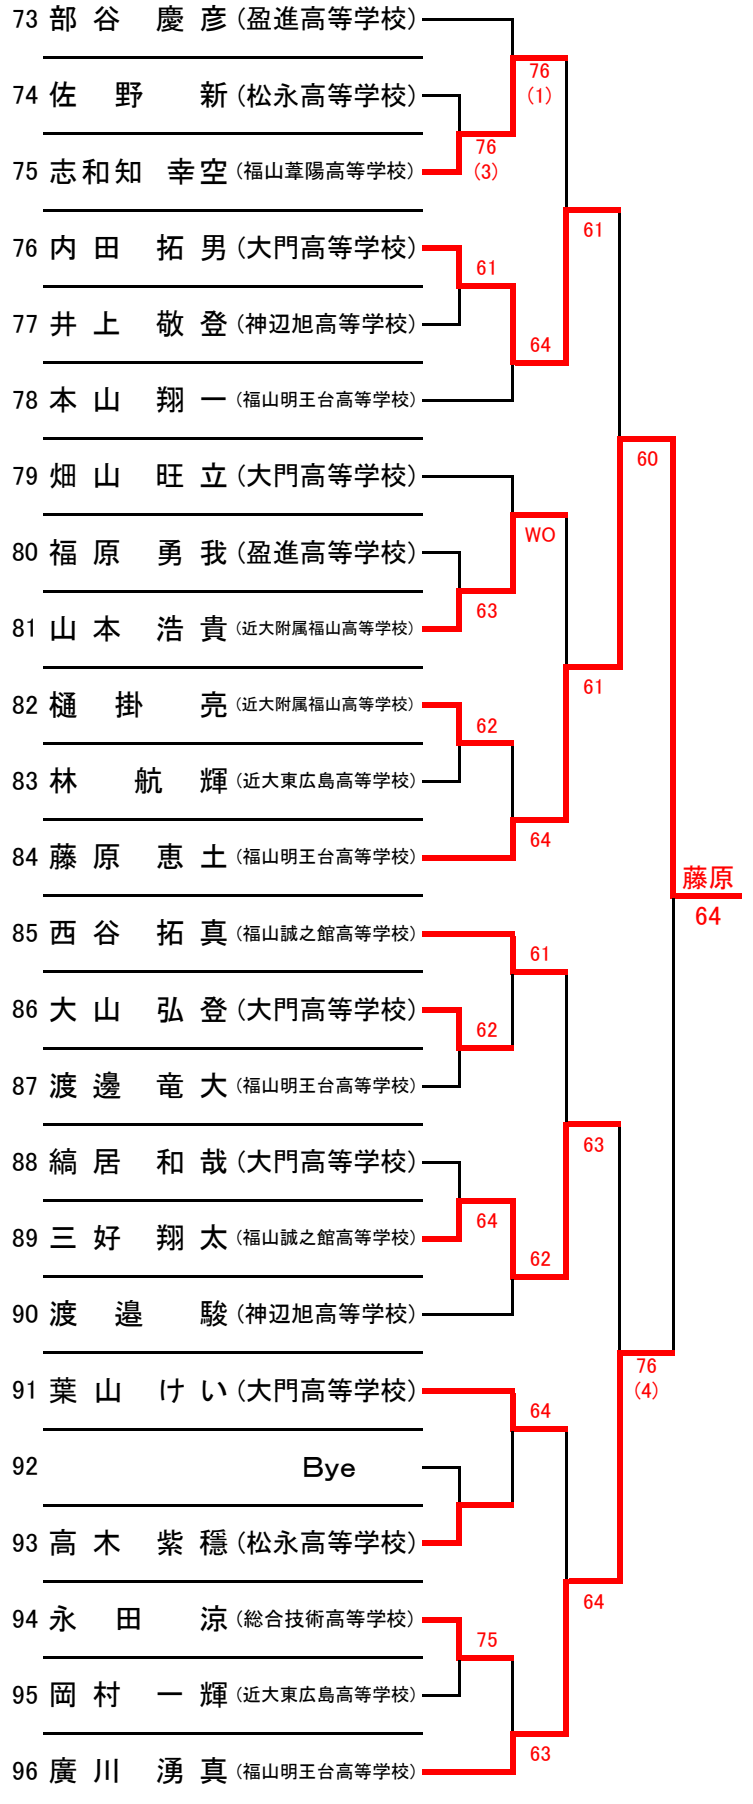 73 部谷 慶彦 (盈進高等学校)
76
(1)
74 佐野 新 (松永高等学校)
76
(3)
75 志和知 幸空 (福山葦陽高等学校)
61
76 内田 拓男 (大門高等学校)
61
77 井上 敬登 (神辺旭高等学校)
64
78 本山 翔一 (福山明王台高等学校)
60
79 畑山 旺立 (大門高等学校)
WO
80 福原 勇我 (盈進高等学校)
63
81 山本 浩貴 (近大附属福山高等学校)
61
82 樋掛 亮 (近大附属福山高等学校)
62
83 林 航輝 (近大東広島高等学校)
64
84 藤原 恵土 (福山明王台高等学校)
藤原
64
85 西谷 拓真 (福山誠之館高等学校)
61
86 大山 弘登 (大門高等学校)
62
87 渡邊 竜大 (福山明王台高等学校)
63
88 縞居 和哉 (大門高等学校)
64
89 三好 翔太 (福山誠之館高等学校)
62
90 渡邉 駿 (神辺旭高等学校)
76
(4)
91 葉山 けい (大門高等学校)
64
92 Bye
93 高木 紫穏 (松永高等学校)
64
94 永田 涼 (総合技術高等学校)
75
95 岡村 一輝 (近大東広島高等学校)
63
96 廣川 湧真 (福山明王台高等学校)